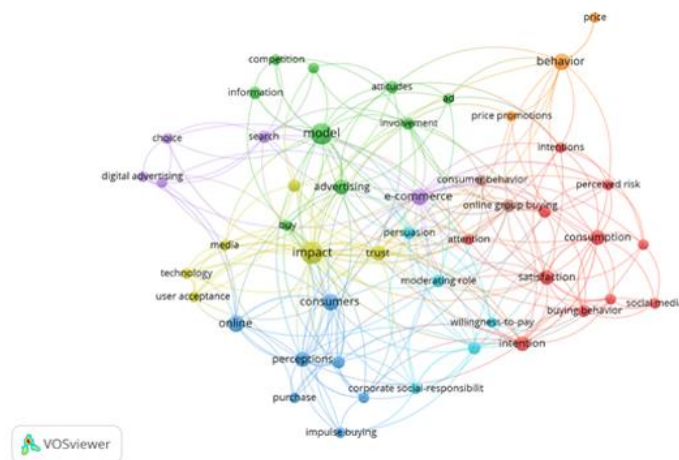 price
behavior
competition
information
attitudes
ad
price promotions
choice
search
model
involvement
intentions
digital advertising
advertising
e-commerce
consumer behavior
perceived risk
online group buying
buy
persuasion
attention
consumption
media
impact
trust
technology
moderating role
satisfaction
user acceptance
consumers
buying behavior
social media
online
willingness-to-pay
intention
perceptions
purchase
corporate social-responsibilit
impulse buying
VOSviewer